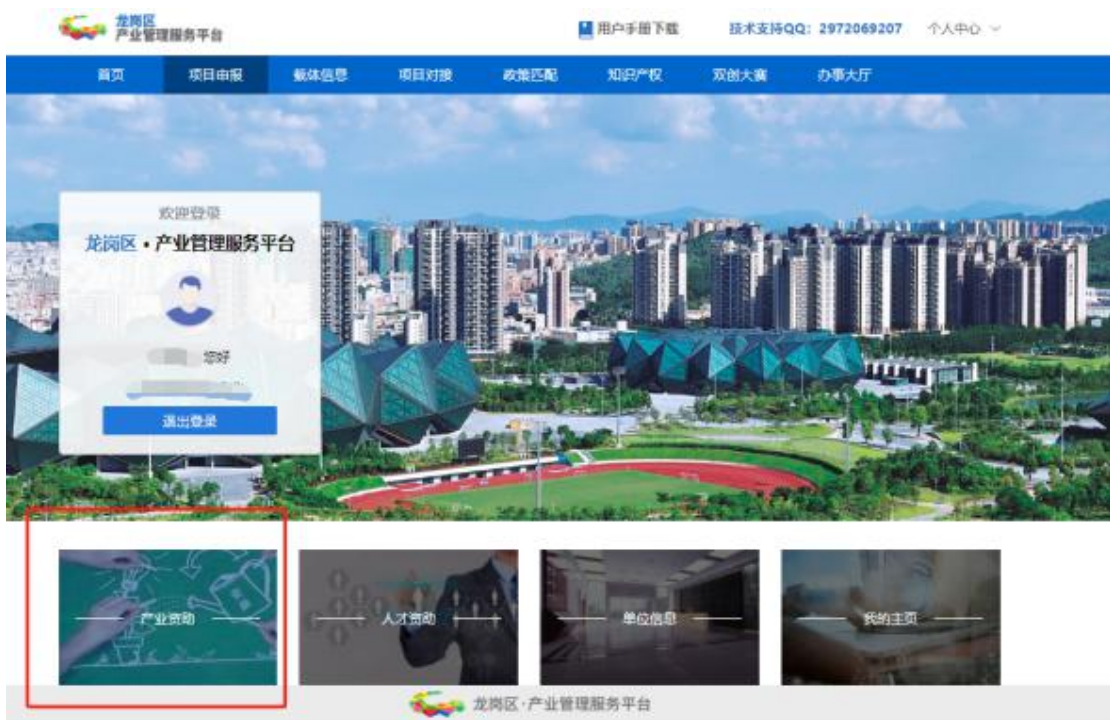 龙岗区
产业管理服务平台
用户手册下载
技术支持QQ：2972069207
个人中心
首页 项目申报 载体信息 项目对接 政策匹配 知识产权 双创大赛 办事大厅
欢迎登录
龙岗区·产业管理服务平台
您好
退出登录
产业资助
人才资助
单位信息
我的主页
龙岗区·产业管理服务平台